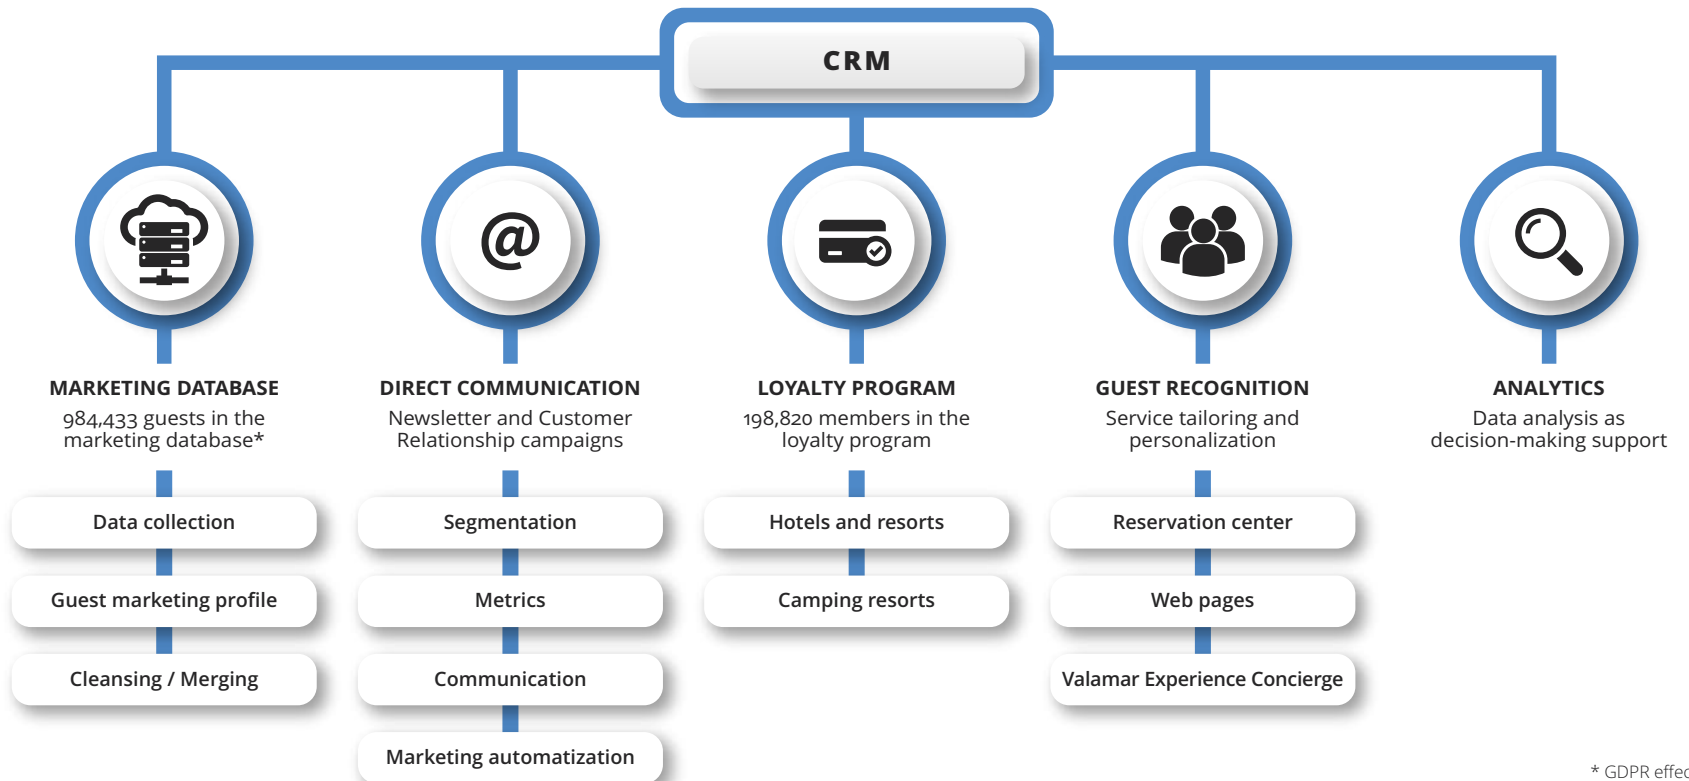 CRM
@
MARKETING DATABASE
984,433 guests in the
marketing database*
Data collection
Guest marketing profile
Cleansing / Merging
DIRECT COMMUNICATION
Newsletter and Customer
Relationship campaigns
Segmentation
Metrics
Communication
Marketing automatization
LOYALTY PROGRAM
198,820 members in the
loyalty program
Hotels and resorts
Camping resorts
GUEST RECOGNITION
Service tailoring and
personalization
Reservation center
Web pages
Valamar Experience Concierge
ANALYTICS
Data analysis as
decision-making support
* GDPR